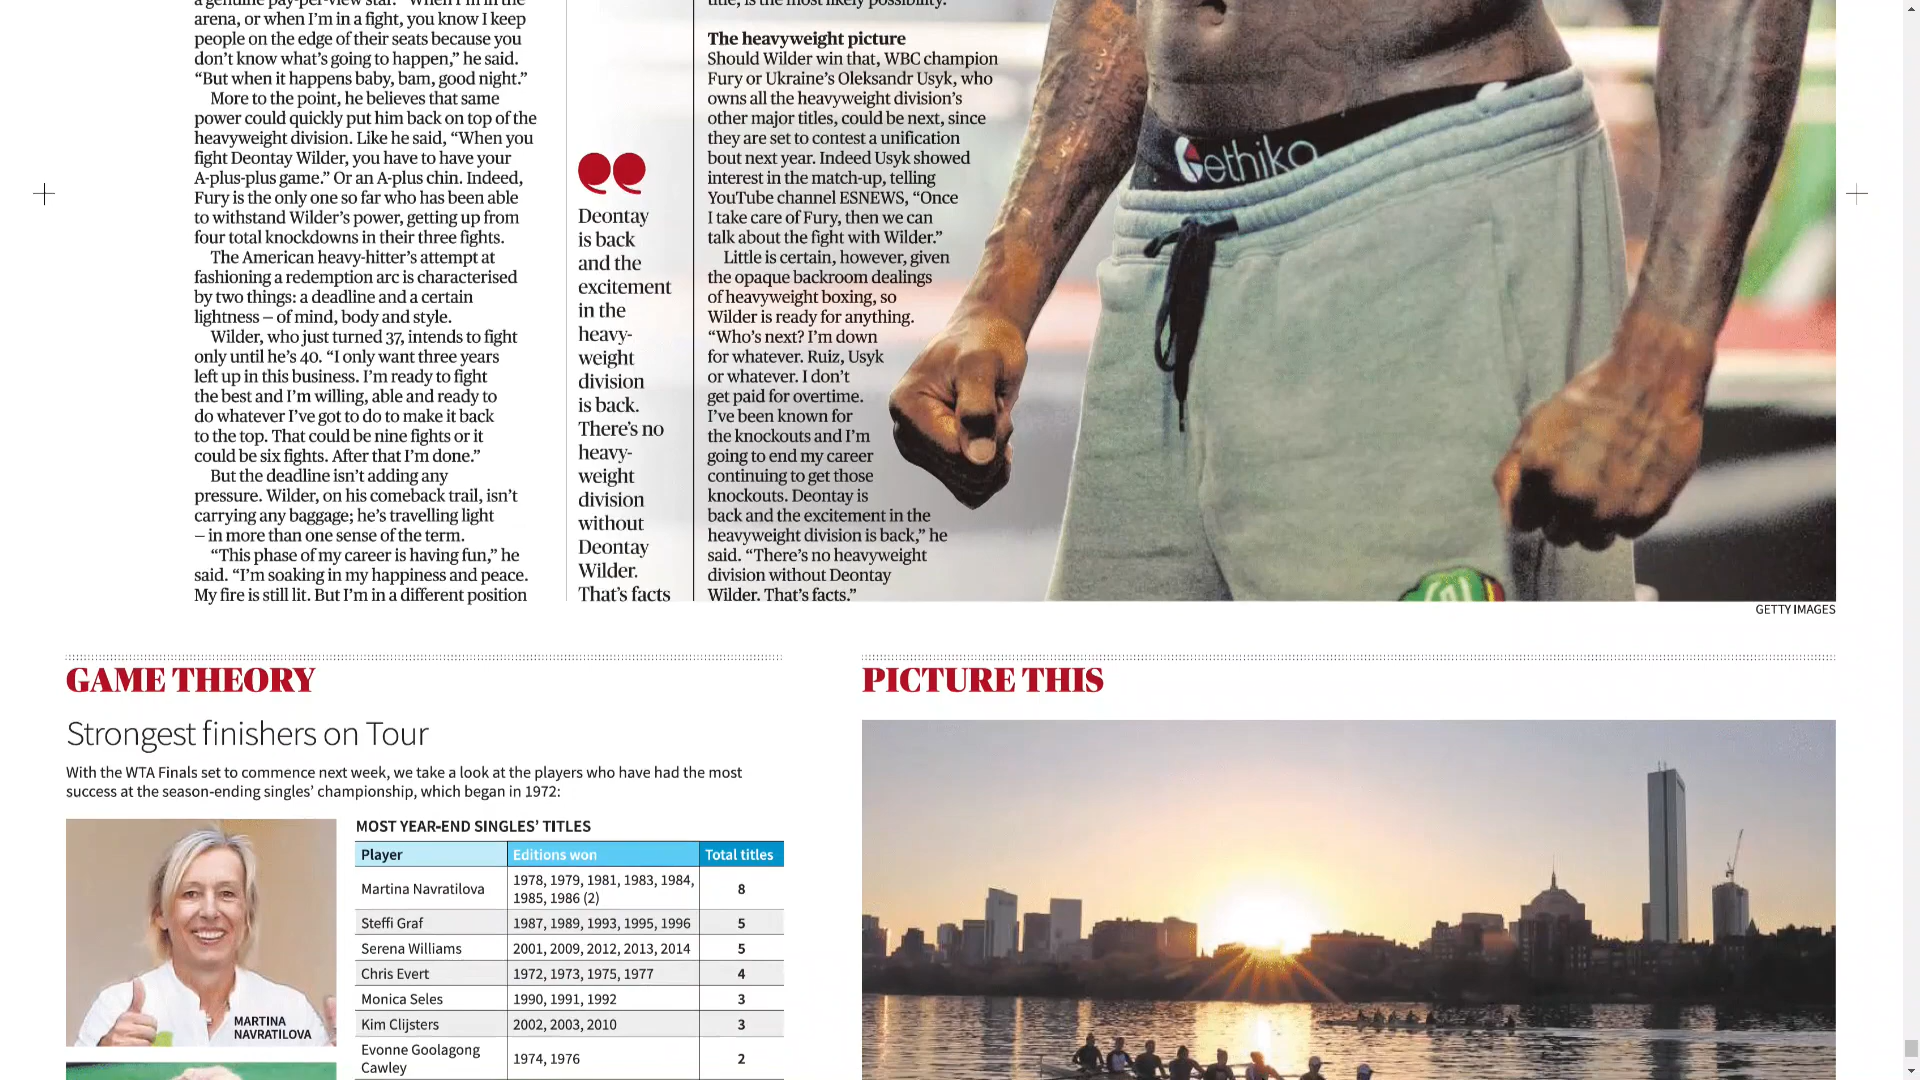 a genuine pay-per-view star. “When I’m in the
arena, or when I’m in a fight, you know I keep
people on the edge of their seats because you
don’t know what’s going to happen,” he said.
“But when it happens baby, bam, good night.”
More to the point, he believes that same
power could quickly put him back on top of the
heavyweight division. Like he said, “When you
fight Deontay Wilder, you have to have your
A-plus-plus game.” Or an A-plus chin. Indeed,
Fury is the only one so far who has been able
to withstand Wilder’s power, getting up from
four total knockdowns in their three fights.
The American heavy-hitter’s attempt at
fashioning a redemption arc is characterised
by two things: a deadline and a certain
lightness – of mind, body and style.
Wilder, who just turned 37, intends to fight
only until he’s 40. “I only want three years
left up in this business. I’m ready to fight
the best and I’m willing, able and ready to
do whatever I’ve got to do to make it back
to the top. That could be nine fights or it
could be six fights. After that I’m done.”
But the deadline isn’t adding any
pressure. Wilder, on his comeback trail, isn’t
carrying any baggage; he’s travelling light
– in more than one sense of the term.
“This phase of my career is having fun,” he
said. “I’m soaking in my happiness and peace.
My fire is still lit. But I’m in a different position
Deontay
is back
and the
excitement
in the
heavy-
weight
division
is back.
There’s no
heavy-
weight
division
without
Deontay
Wilder.
That’s facts
title, is the most likely possibility.
The heavyweight picture
Should Wilder win that, WBC champion
Fury or Ukraine’s Oleksandr Usyk, who
owns all the heavyweight division’s
other major titles, could be next, since
they are set to contest a unification
bout next year. Indeed Usyk showed
interest in the match-up, telling
YouTube channel ESNEWS, “Once
I take care of Fury, then we can
talk about the fight with Wilder.”
Little is certain, however, given
the opaque backroom dealings
of heavyweight boxing, so
Wilder is ready for anything.
“Who’s next? I’m down
for whatever. Ruiz, Usyk
or whatever. I don’t
get paid for overtime.
I’ve been known for
the knockouts and I’m
going to end my career
continuing to get those
knockouts. Deontay is
back and the excitement in the
heavyweight division is back,” he
said. “There’s no heavyweight
division without Deontay
Wilder. That’s facts.”
ethika
GETTY IMAGES
GAME THEORY
Strongest finishers on Tour
With the WTA Finals set to commence next week, we take a look at the players who have had the most
success at the season-ending singles’ championship, which began in 1972:
MARTINA
NAVRATILOVA
MOST YEAR-END SINGLES’ TITLES
Player Editions won Total titles
Martina Navratilova 1978, 1979, 1981, 1983, 1984,
1985, 1986 (2) 8
Steffi Graf 1987, 1989, 1993, 1995, 1996 5
Serena Williams 2001, 2009, 2012, 2013, 2014 5
Chris Evert 1972, 1973, 1975, 1977 4
Monica Seles 1990, 1991, 1992 3
Kim Clijsters 2002, 2003, 2010 3
Evonne Goolagong
Cawley 1974, 1976 2
PICTURE THIS